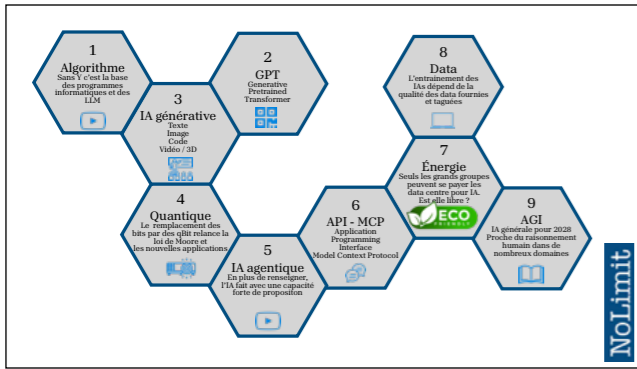 1
Algorithme
Sans Y c'est la base
des programmes
informatiques et des
LLM
2
GPT
Generative
Pretrained
Transformer
3
IA générative
Texte
Image
Code
Vidéo / 3D
4
Quantique
Le remplacement des
bits par des qBit relance la
loi de Moore et
les nouvelles applications
5
IA agentique
En plus de renseigner,
l'IA fait avec une capacité
forte de propositon
6
API - MCP
Application
Programming
Interface
Model Context Protocol
7
Énergie
Seuls les grands groupes
peuvent se payer les
data centre pour IA.
Est elle libre ?
ECO
FRIENDLY
8
Data
L'entrainement des
IAs dépend de la
qualité des data fournies
et taguées
9
AGI
IA générale pour 2028
Proche du raisonnement
humain dans de
nombreux domaines
NoLimit